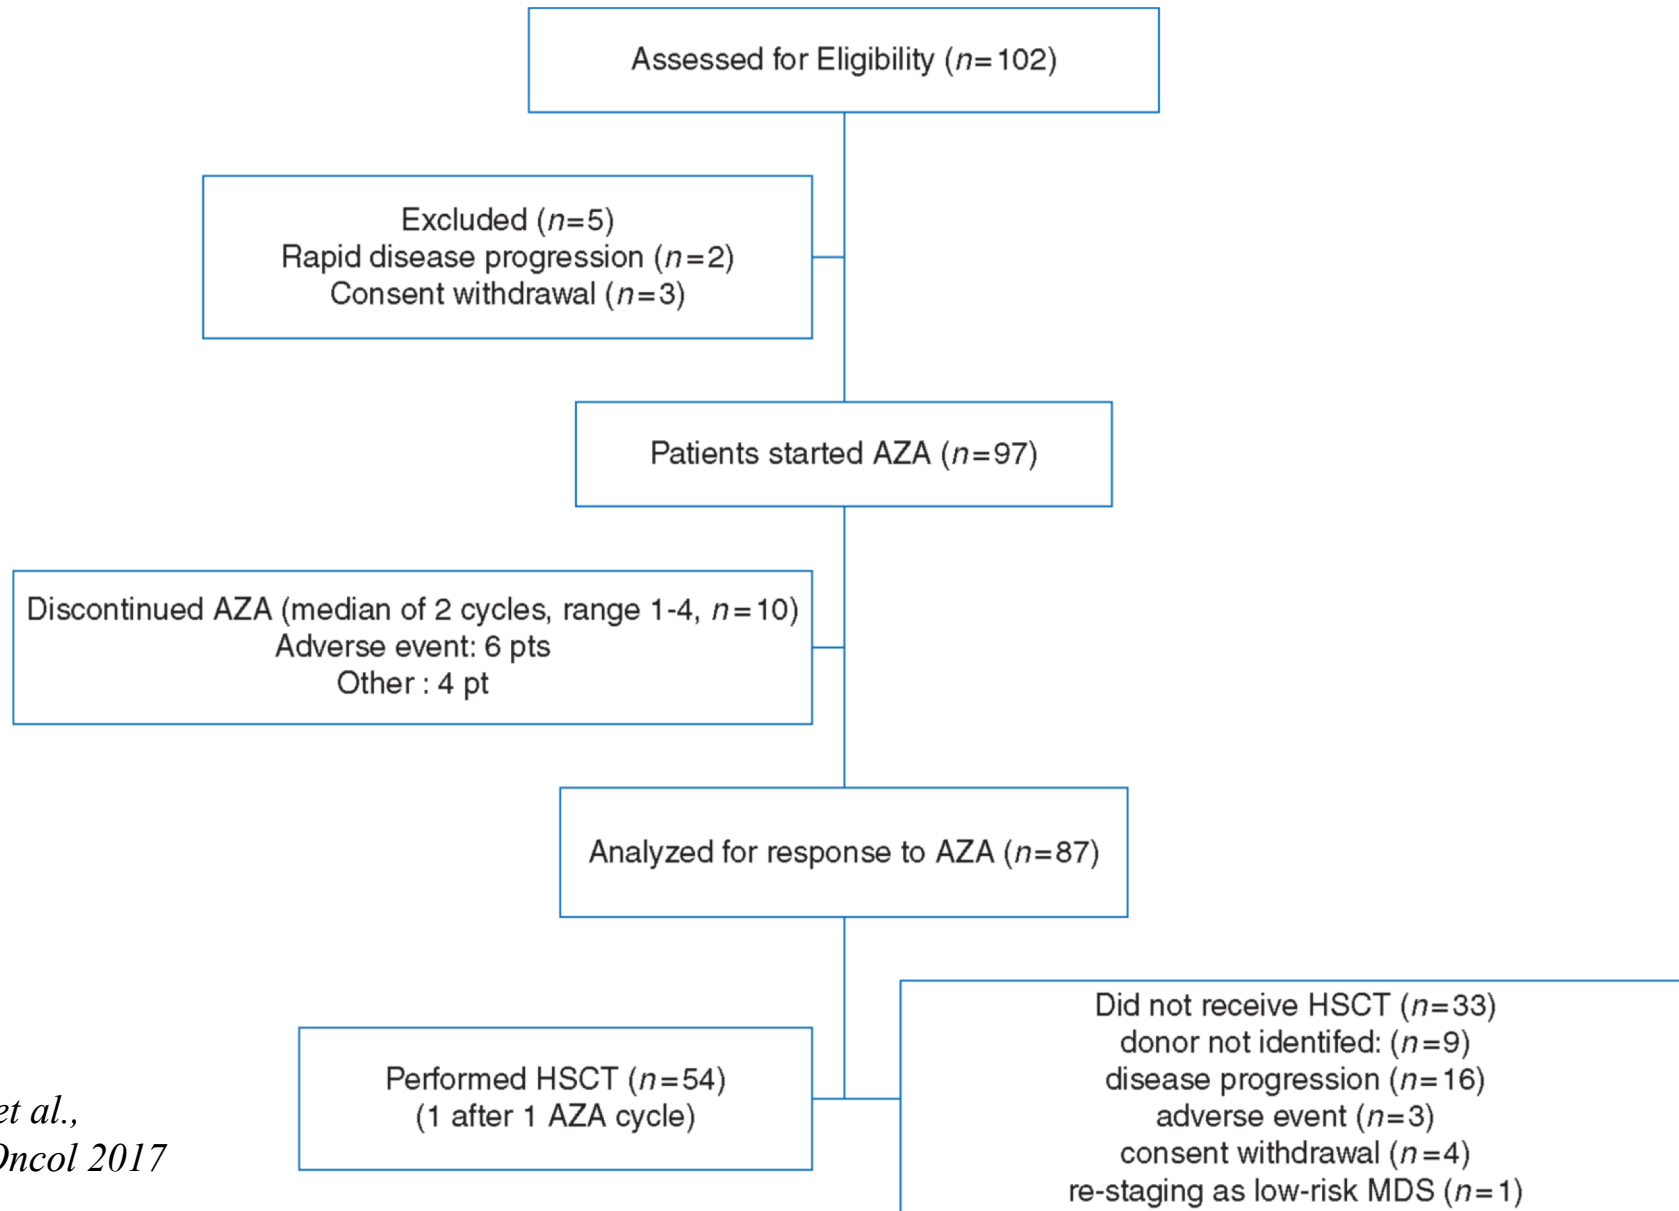 Assessed for Eligibility (n=102)
Excluded (n=5)
Rapid disease progression (n=2)
Consent withdrawal (n=3)
Patients started AZA (n=97)
Discontinued AZA (median of 2 cycles, range 1-4, n=10)
Adverse event: 6 pts
Other : 4 pt
Analyzed for response to AZA (n=87)
Performed HSCT (n=54)
(1 after 1 AZA cycle)
Did not receive HSCT (n=33)
donor not identifed: (n=9)
disease progression (n=16)
adverse event (n=3)
consent withdrawal (n=4)
re-staging as low-risk MDS (n=1)
et al.,
Oncol 2017